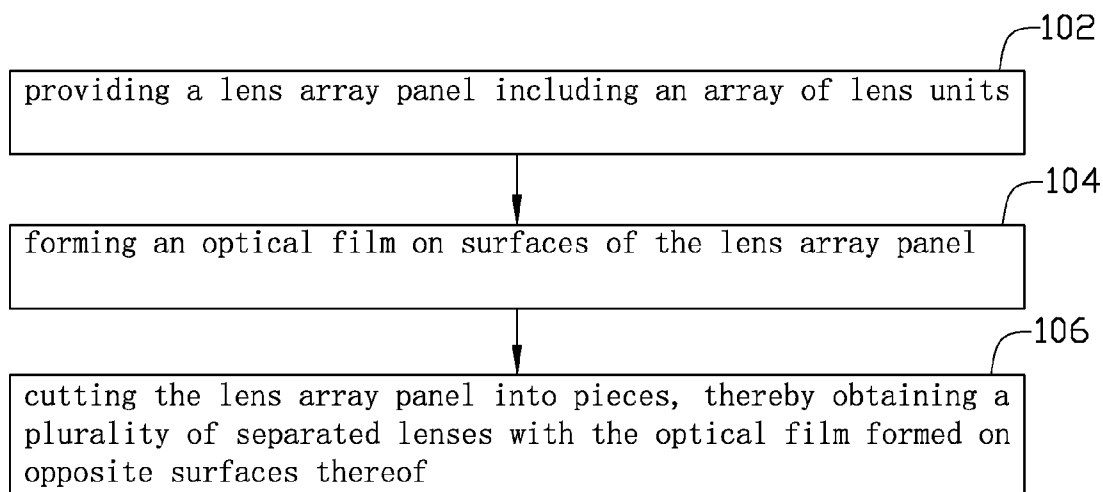 102
providing a lens array panel including an array of lens units
104
forming an optical film on surfaces of the lens array panel
106
cutting the lens array panel into pieces, thereby obtaining a
plurality of separated lenses with the optical film formed on
opposite surfaces thereof